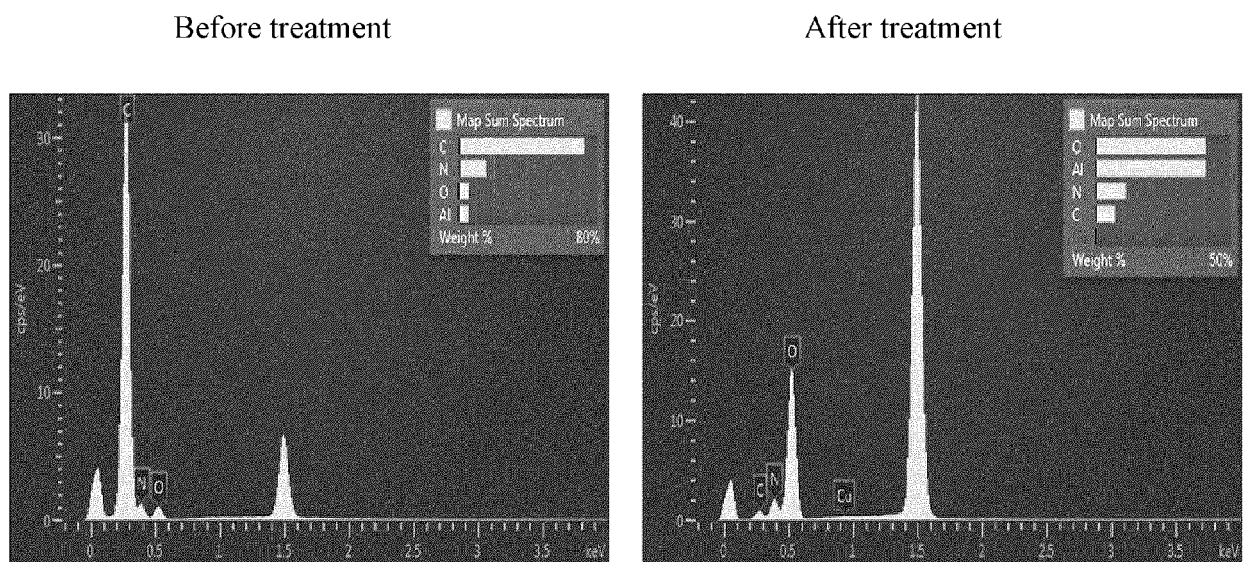 Before treatment
After treatment
C
30
20
10
0
cps/eV
N
O
0
0.5
1
1.5
2
2.5
3
3.5
keV
Map Sum Spectrum
C
N
O
Al
Weight %
80%
40
30
20
10
0
cps/eV
C
N
O
Cu
0
0.5
1
1.5
2
2.5
3
3.5
keV
Map Sum Spectrum
O
Al
N
C
Weight %
50%